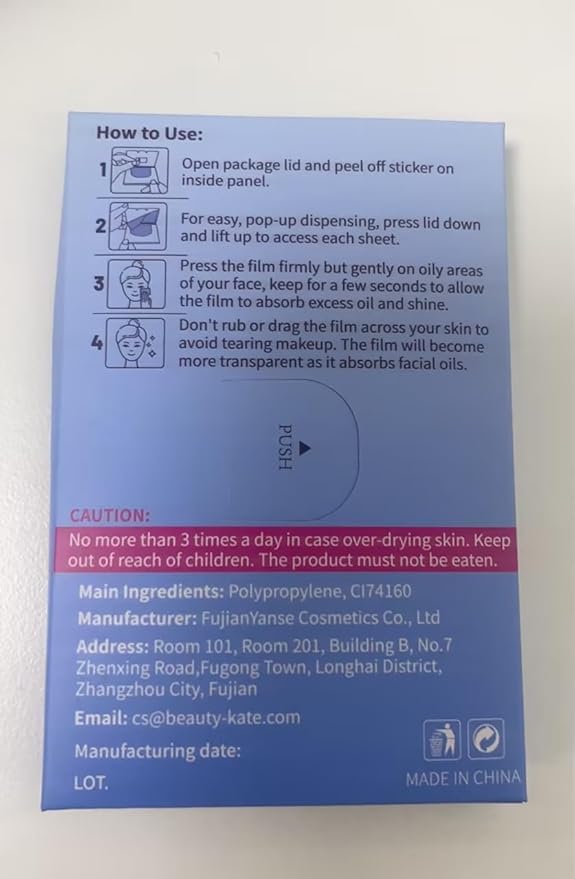 How to Use:
1
Open package lid and peel off sticker on
inside panel.
2
For easy, pop-up dispensing, press lid down
and lift up to access each sheet.
3
Press the film firmly but gently on oily areas
of your face, keep for a few seconds to allow
the film to absorb excess oil and shine.
4
Don't rub or drag the film across your skin to
avoid tearing makeup. The film will become
more transparent as it absorbs facial oils.
PUSH
CAUTION:
No more than 3 times a day in case over-drying skin. Keep
out of reach of children. The product must not be eaten.
Main Ingredients: Polypropylene, CI74160
Manufacturer: FujianYanse Cosmetics Co., Ltd
Address: Room 101, Room 201, Building B, No.7
Zhenxing Road,Fugong Town, Longhai District,
Zhangzhou City, Fujian
Email: cs@beauty-kate.com
Manufacturing date:
LOT.
MADE IN CHINA